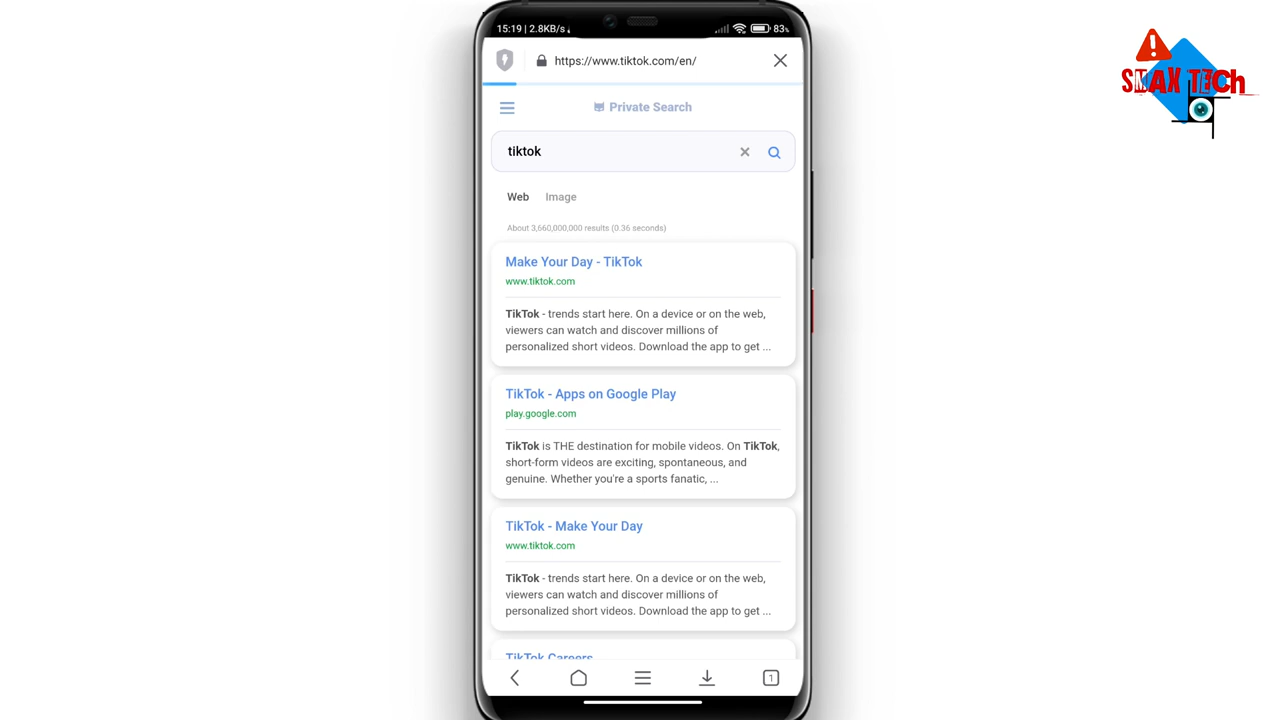 15:19 | 2.8KB/s
83%
https://www.tiktok.com/en/
Private Search
tiktok
Web Image
About 3,660,000,000 results (0.36 seconds)
Make Your Day - TikTok
www.tiktok.com
TikTok - trends start here. On a device or on the web,
viewers can watch and discover millions of
personalized short videos. Download the app to get ...
TikTok - Apps on Google Play
play.google.com
TikTok is THE destination for mobile videos. On TikTok,
short-form videos are exciting, spontaneous, and
genuine. Whether you're a sports fanatic, ...
TikTok - Make Your Day
www.tiktok.com
TikTok - trends start here. On a device or on the web,
viewers can watch and discover millions of
personalized short videos. Download the app to get ...
TikTok Careers
1
SMAX TECh